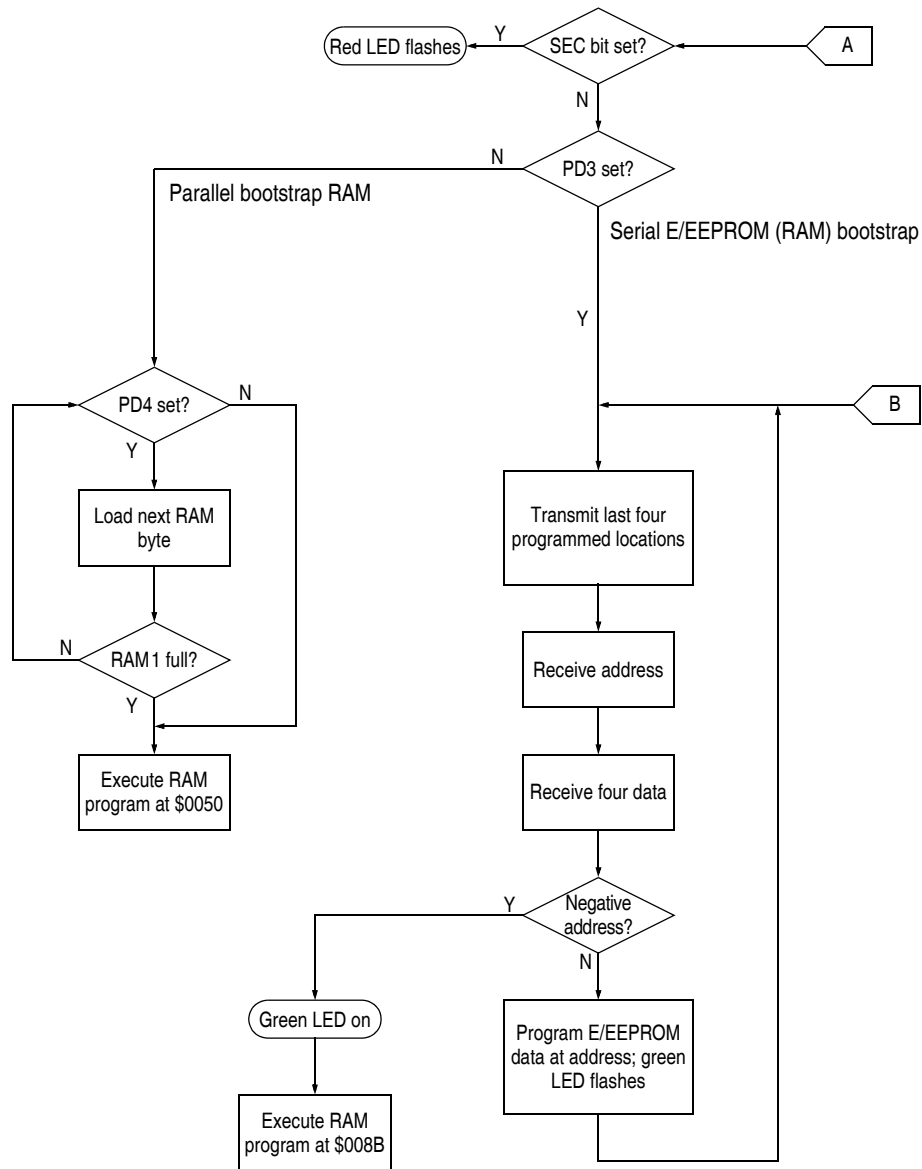 Red LED flashes
Y
SEC bit set?
A
N
N
PD3 set?
Parallel bootstrap RAM
Serial E/EEPROM (RAM) bootstrap
Y
PD4 set?
N
B
Y
Load next RAM
byte
Transmit last four
programmed locations
N
RAM1 full?
Y
Receive address
Execute RAM
program at $0050
Receive four data
Y
Negative
address?
N
Green LED on
Program E/EEPROM
data at address; green
LED flashes
Execute RAM
program at $008B